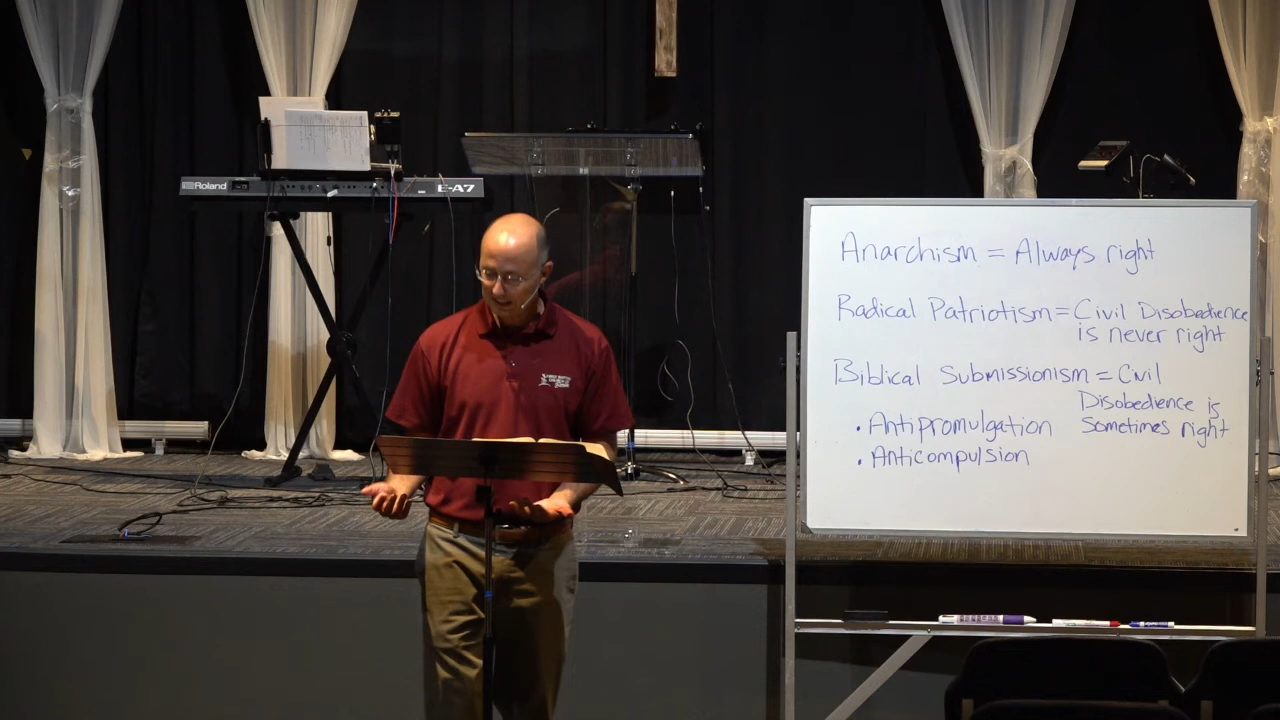 Roland
E-A7
Anarchism = Always right
Radical Patriotism = Civil Disobedience
is never right
Biblical Submissionism = Civil
Disobedience is
sometimes right
• Antipromulgation
• Anticompulsion